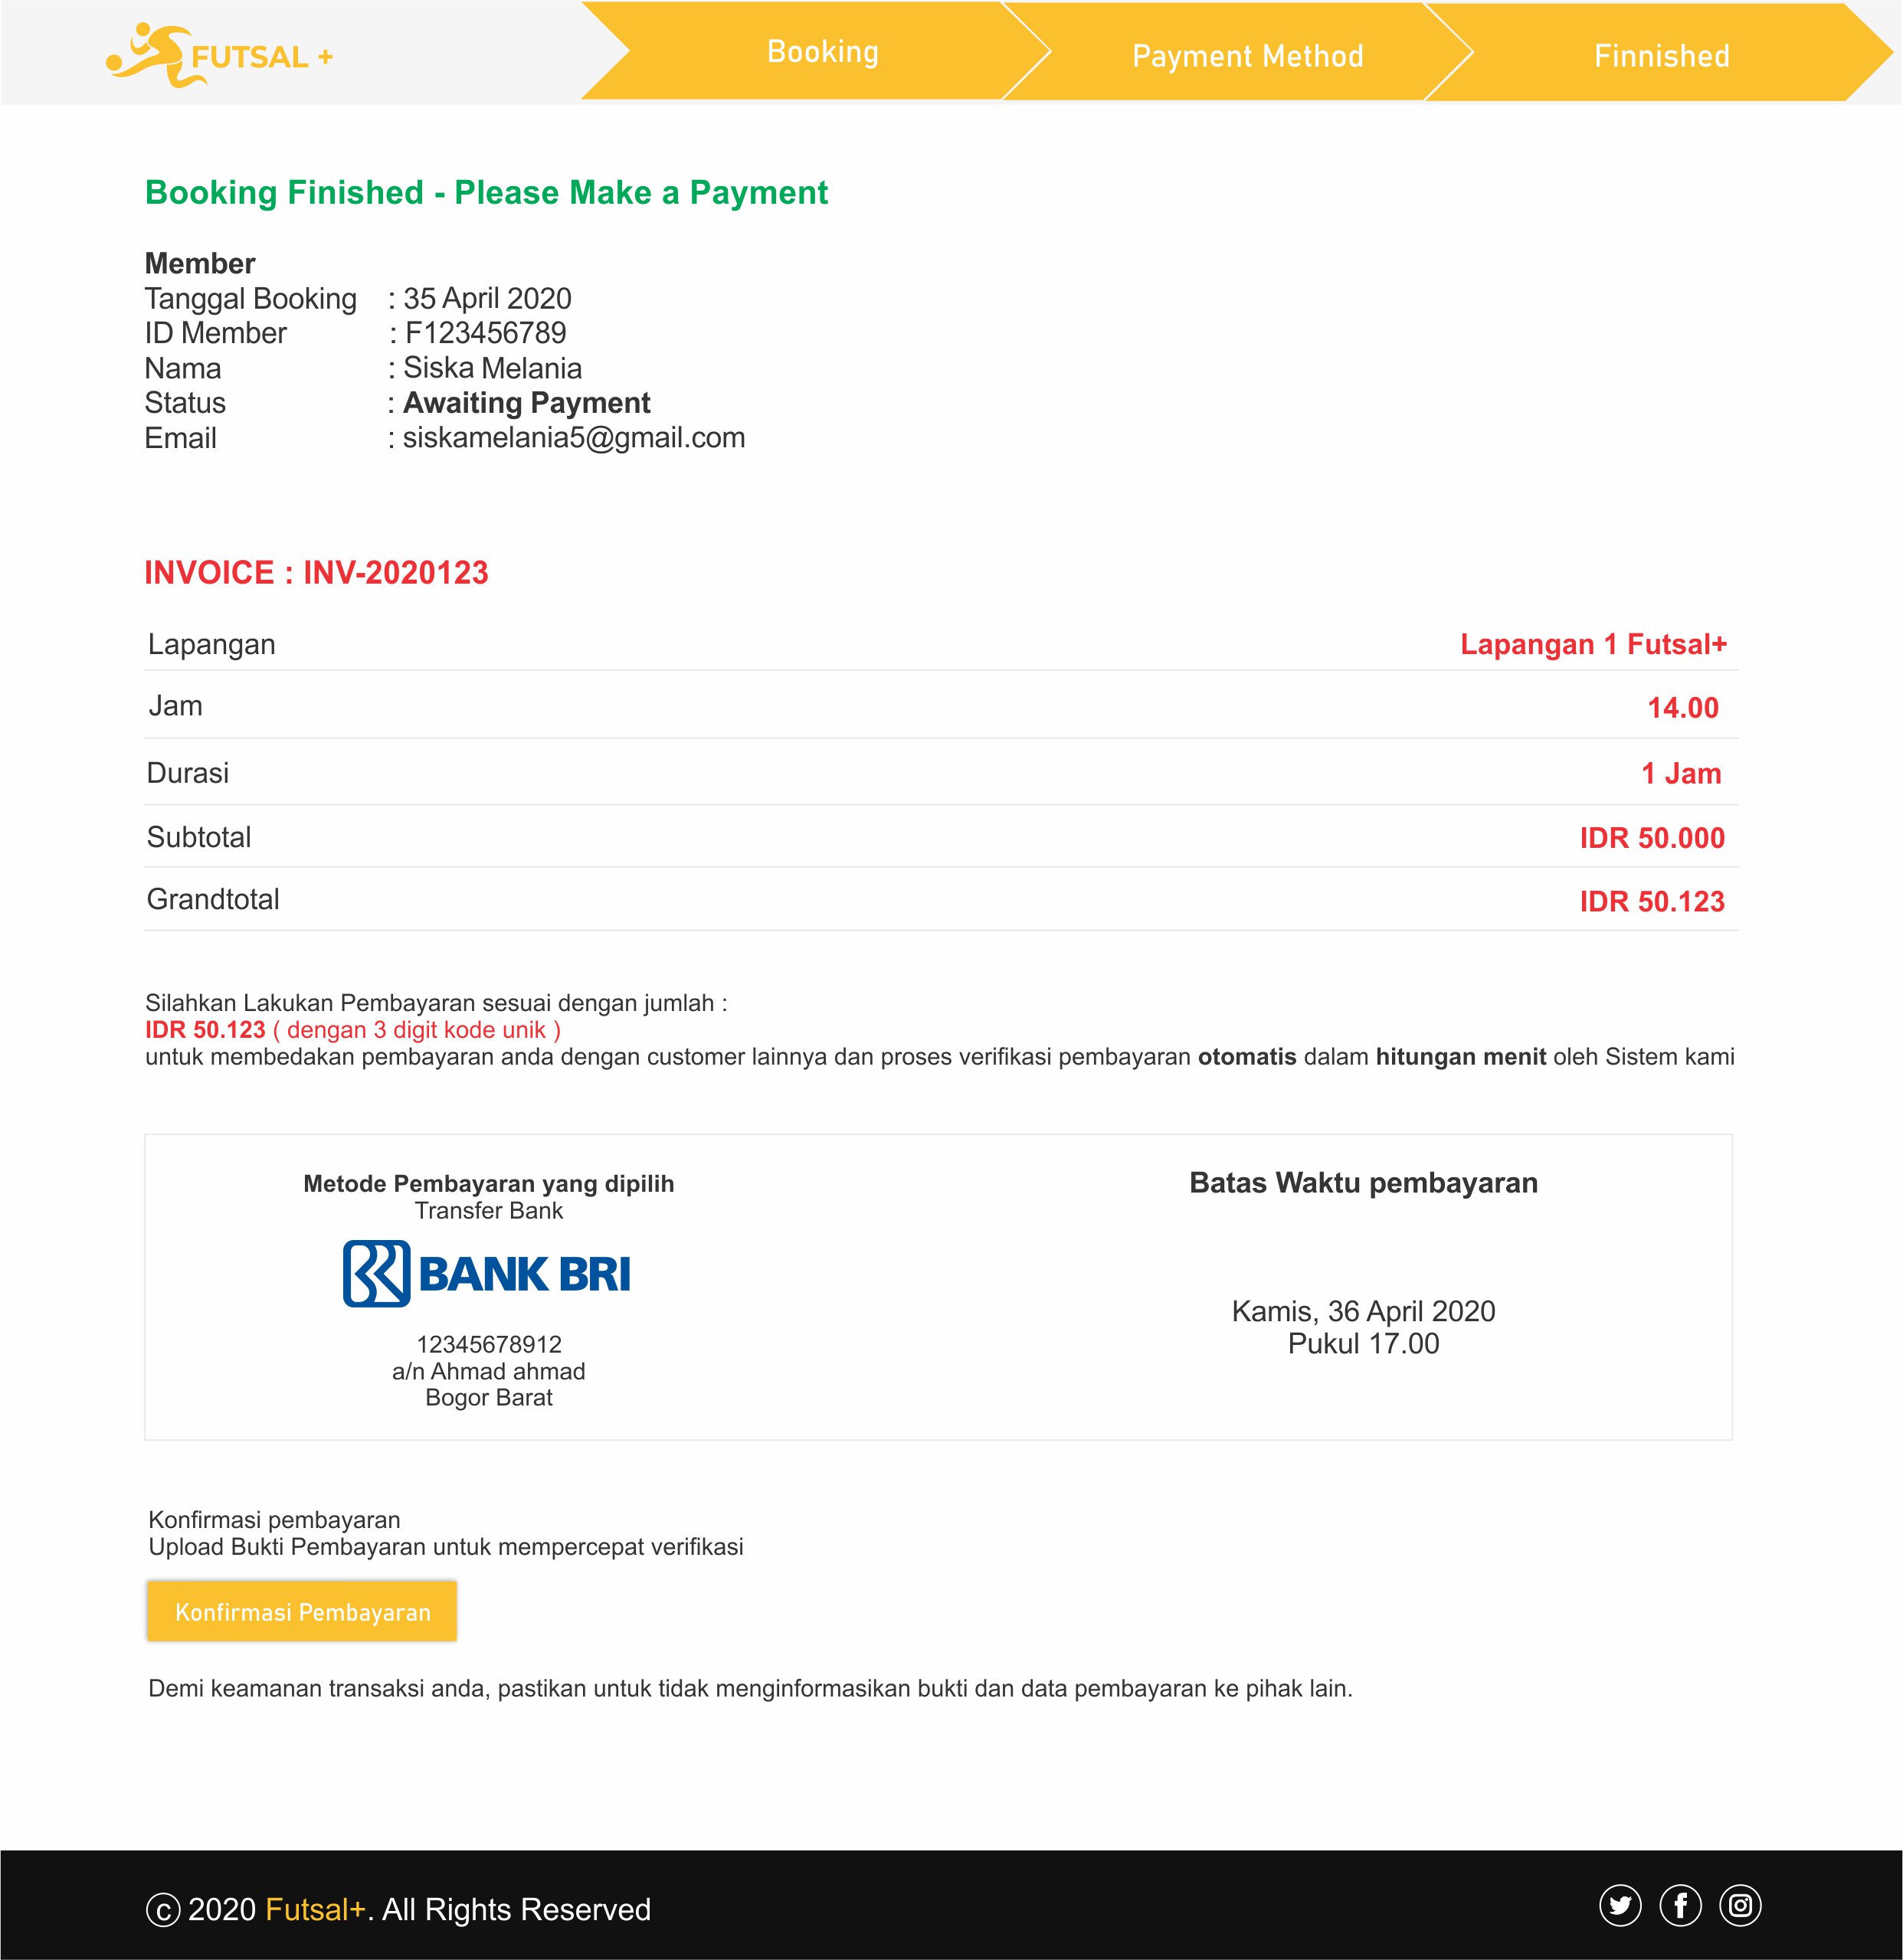 FUTSAL +
Booking
Payment Method
Finnished
Booking Finished - Please Make a Payment
Member
Tanggal Booking : 35 April 2020
ID Member : F123456789
Nama : Siska Melania
Status : Awaiting Payment
Email : siskamelania5@gmail.com
INVOICE : INV-2020123
Lapangan Lapangan 1 Futsal+
Jam 14.00
Durasi 1 Jam
Subtotal IDR 50.000
Grandtotal IDR 50.123
Silahkan Lakukan Pembayaran sesuai dengan jumlah :
IDR 50.123 ( dengan 3 digit kode unik )
untuk membedakan pembayaran anda dengan customer lainnya dan proses verifikasi pembayaran otomatis dalam hitungan menit oleh Sistem kami
Metode Pembayaran yang dipilih
Transfer Bank
BANK BRI
12345678912
a/n Ahmad ahmad
Bogor Barat
Batas Waktu pembayaran
Kamis, 36 April 2020
Pukul 17.00
Konfirmasi pembayaran
Upload Bukti Pembayaran untuk mempercepat verifikasi
Konfirmasi Pembayaran
Demi keamanan transaksi anda, pastikan untuk tidak menginformasikan bukti dan data pembayaran ke pihak lain.
© 2020 Futsal+. All Rights Reserved